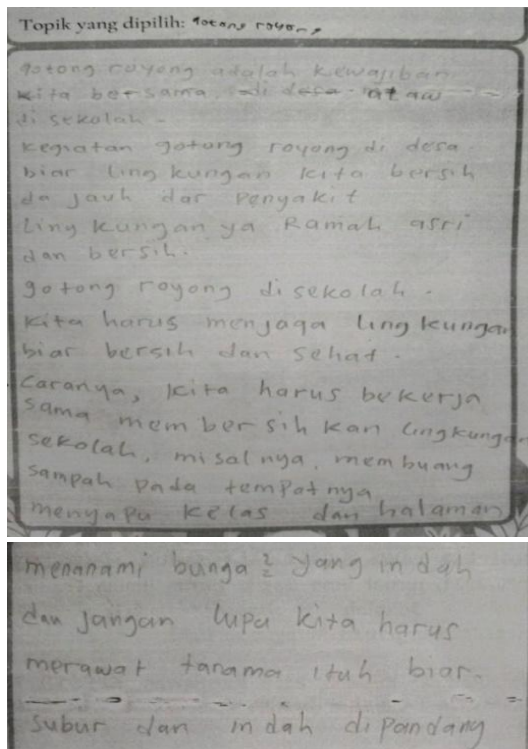 Topik yang dipilih: gotong royong
gotong royong adalah kewajiban
kita bersama, di desa atau
di sekolah.
kegiatan gotong royong di desa.
biar lingkungan kita bersih
da jauh dar penyakit
Lingkungan ya Ramah asri
dan bersih.
gotong royong di sekolah.
kita harus menjaga lingkungan
biar bersih dan sehat.
Caranya, kita harus bekerja
sama membersihkan lingkungan
sekolah, misalnya, membuang
sampah pada tempatnya
menyapu kelas dan halaman
menanami bunga2 yang indah
dan jangan lupa kita harus
merawat tanama ituh biar
subur dan indah dipandang